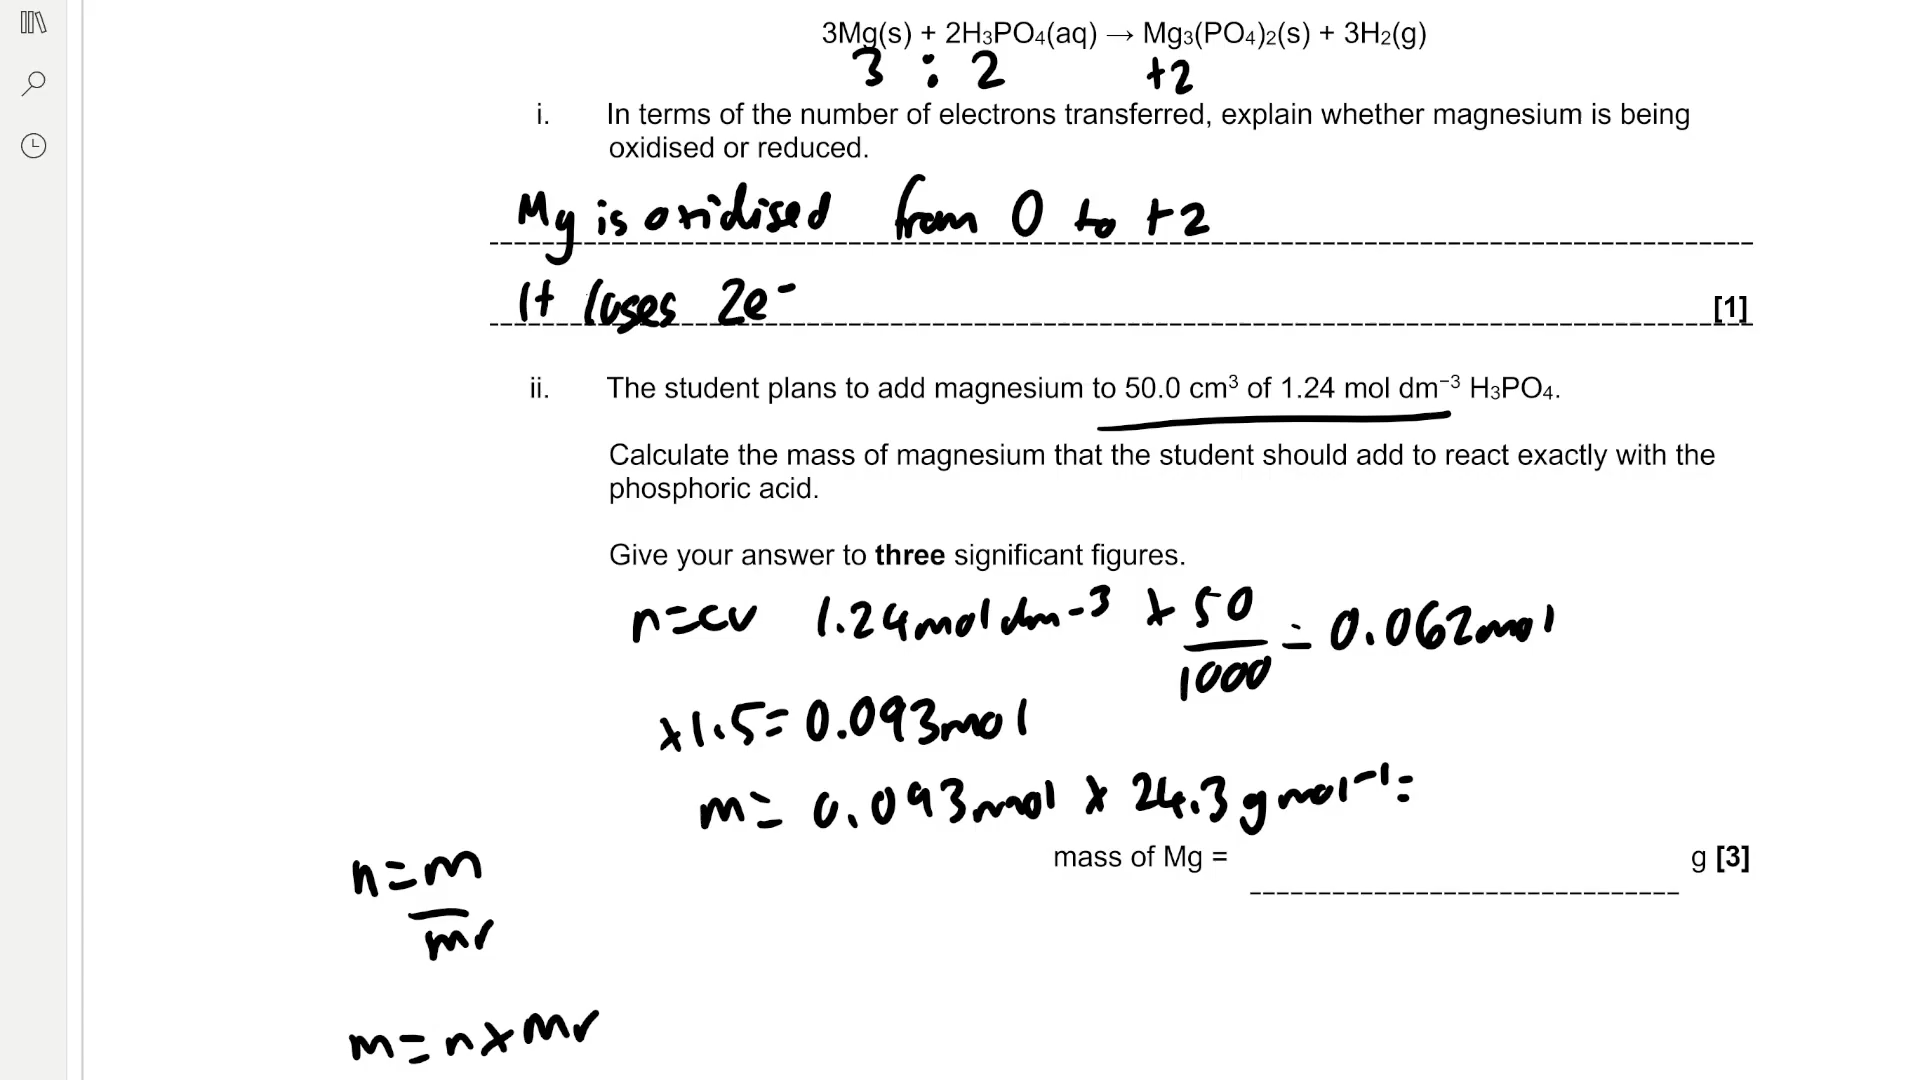 3Mg(s) + 2H₃PO₄(aq) → Mg₃(PO₄)₂(s) + 3H₂(g)
3 : 2 +2
i. In terms of the number of electrons transferred, explain whether magnesium is being
oxidised or reduced.
Mg is oxidised from 0 to +2
It loses 2e⁻
[1]
ii. The student plans to add magnesium to 50.0 cm³ of 1.24 mol dm⁻³ H₃PO₄.
Calculate the mass of magnesium that the student should add to react exactly with the
phosphoric acid.
Give your answer to three significant figures.
n=cv 1.24mol dm-3 × 50/1000 = 0.062mol
×1.5=0.093mol
m= 0.093mol × 24.3gmol⁻¹=
mass of Mg = g [3]
n=m/mr
m=n×Mr